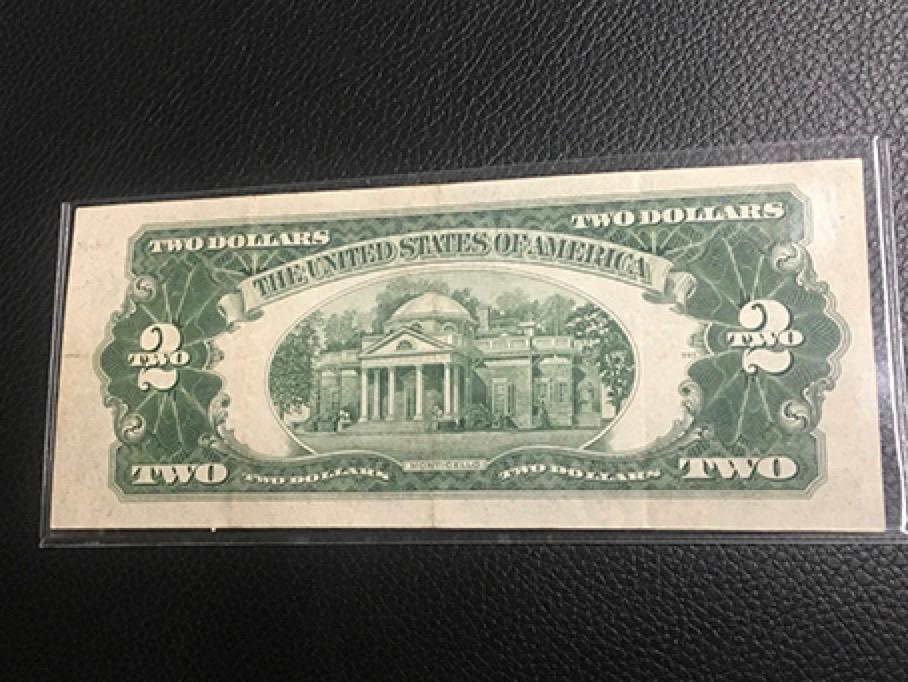 TWO DOLLARS
TWO DOLLARS
THE UNITED STATES OF AMERICA
2
TWO
2
TWO
MONTICELLO
TWO
TWO DOLLARS
TWO DOLLARS
TWO